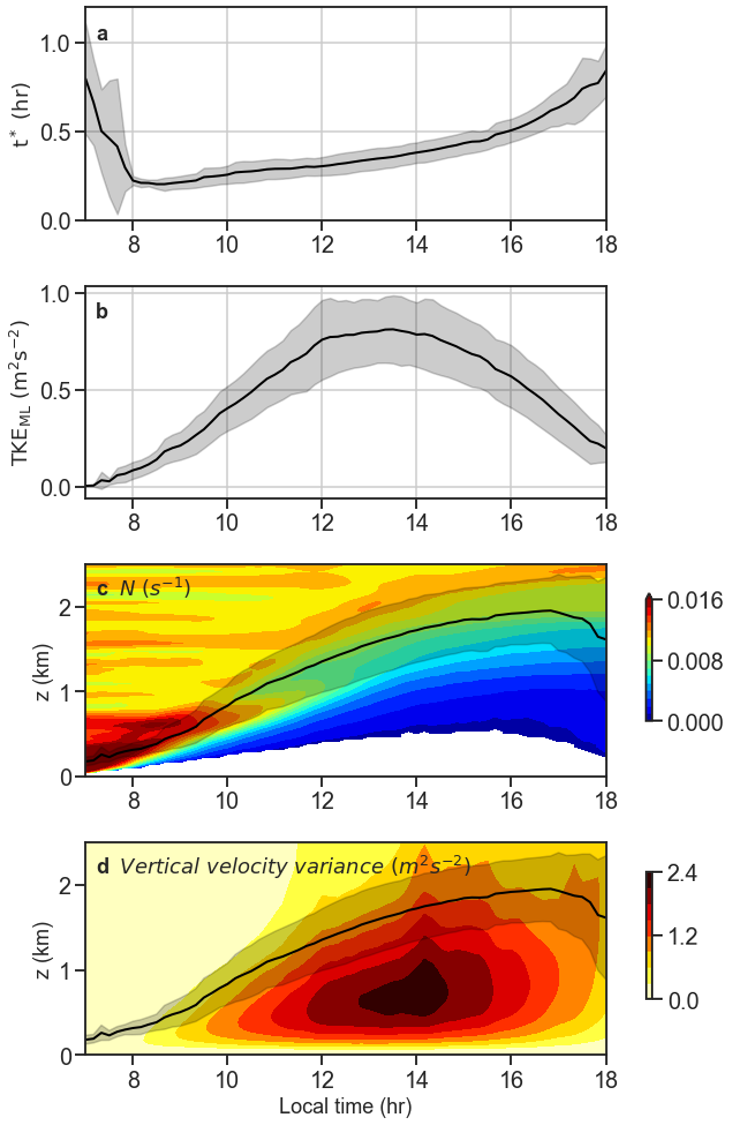 a
t* (hr)
1.0
0.5
0.0
8 10 12 14 16 18
b
TKE_ML (m²s⁻²)
1.0
0.5
0.0
8 10 12 14 16 18
c N (s⁻¹)
z (km)
2
1
0
8 10 12 14 16 18
0.016
0.008
0.000
d Vertical velocity variance (m²s⁻²)
z (km)
2
1
0
8 10 12 14 16 18
Local time (hr)
2.4
1.2
0.0